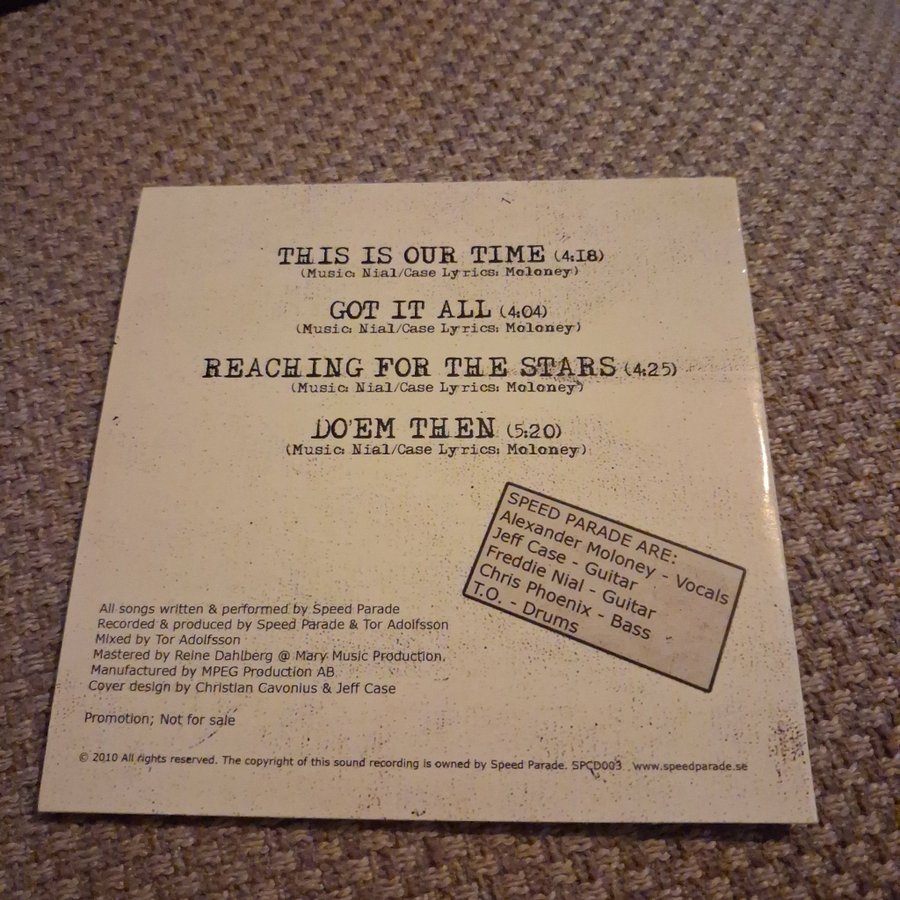 THIS IS OUR TIME (4:18)
(Music: Nial/Case Lyrics: Moloney)
GOT IT ALL (4:04)
(Music: Nial/Case Lyrics: Moloney)
REACHING FOR THE STARS (4:25)
(Music: Nial/Case Lyrics: Moloney)
DO'EM THEN (5:20)
(Music: Nial/Case Lyrics: Moloney)
SPEED PARADE ARE:
Alexander Moloney - Vocals
Jeff Case - Guitar
Freddie Nial - Guitar
Chris Phoenix - Bass
T.O. - Drums
All songs written & performed by Speed Parade
Recorded & produced by Speed Parade & Tor Adolfsson
Mixed by Tor Adolfsson
Mastered by Reine Dahlberg @ Mary Music Production.
Manufactured by MPEG Production AB
Cover design by Christian Cavonius & Jeff Case
Promotion; Not for sale
© 2010 All rights reserved. The copyright of this sound recording is owned by Speed Parade. SPCD003 www.speedparade.se